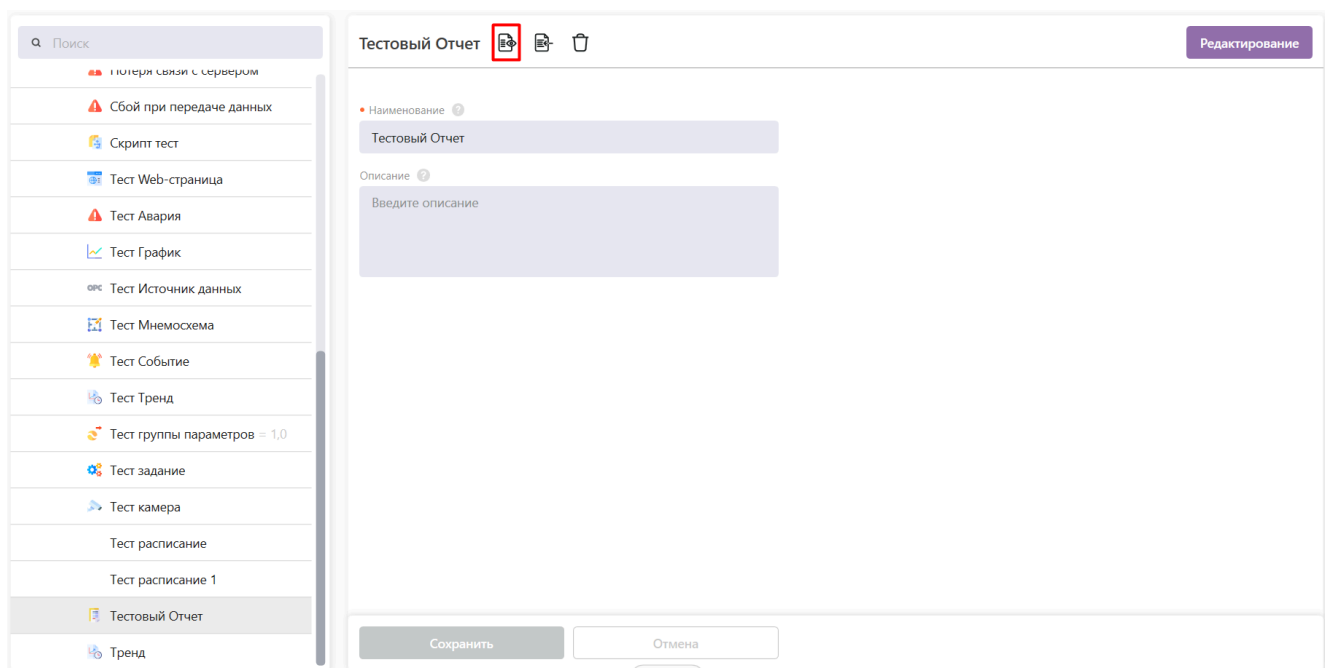 Поиск
Потеря связи с сервером
Сбой при передаче данных
Скрипт тест
Тест Web-страница
Тест Авария
Тест График
OPC Тест Источник данных
Тест Мнемосхема
Тест Событие
Тест Тренд
Тест группы параметров = 1,0
Тест задание
Тест камера
Тест расписание
Тест расписание 1
Тестовый Отчет
Тренд
Тестовый Отчет
Редактирование
• Наименование ?
Тестовый Отчет
Описание ?
Введите описание
Сохранить
Отмена